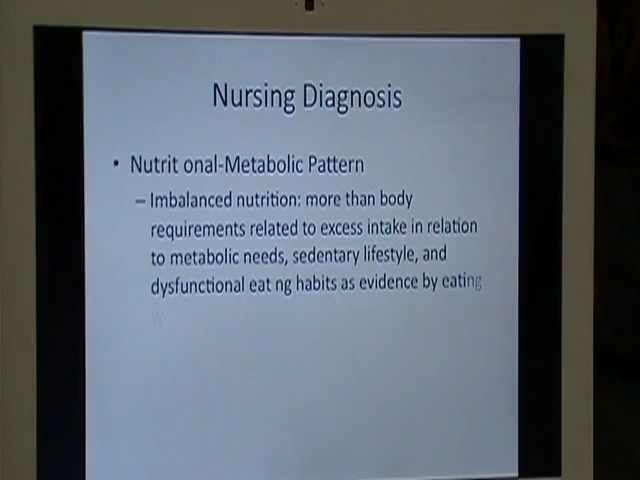 Nursing Diagnosis
• Nutrit onal-Metabolic Pattern
– Imbalanced nutrition: more than body
requirements related to excess intake in relation
to metabolic needs, sedentary lifestyle, and
dysfunctional eat ng habits as evidence by eating
w